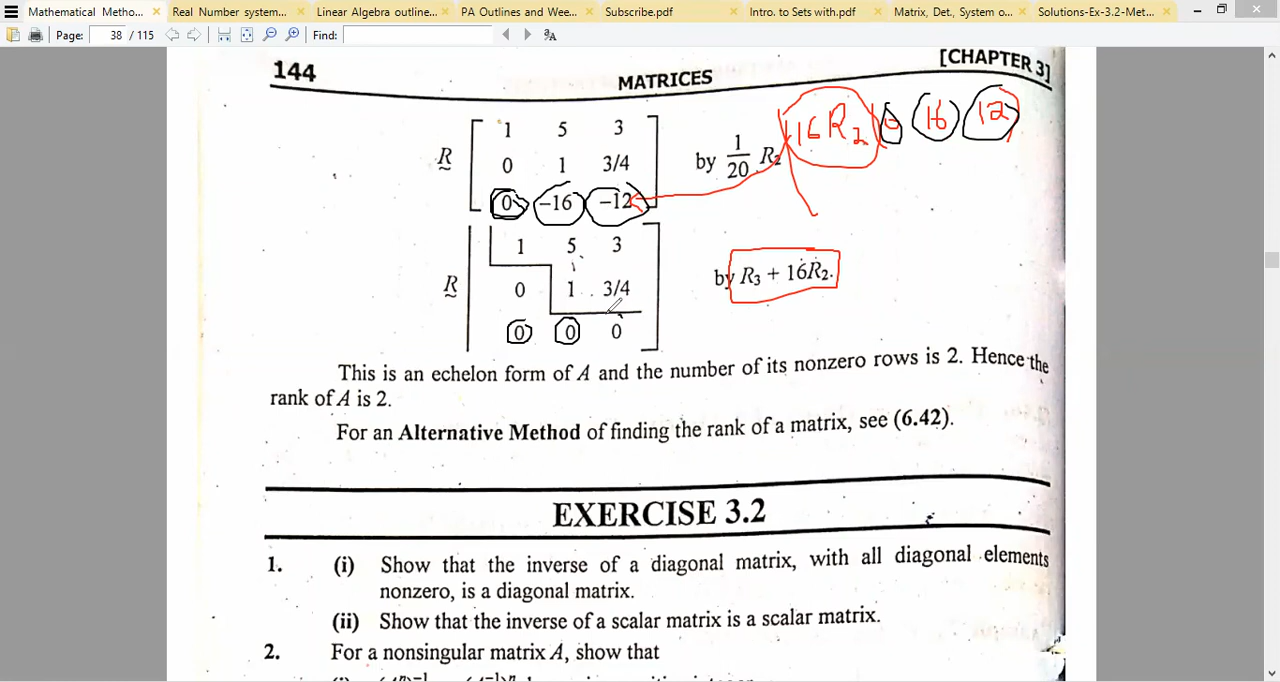 Mathematical Metho... Real Number system... Linear Algebra outline... PA Outlines and Wee... Subscribe.pdf Intro. to Sets with.pdf Matrix, Det., System o... Solutions-Ex-3.2-Met...
Page: 38 / 115 Find:
144 MATRICES [CHAPTER 3]
16R₂ 0 16 12
1 5 3
R 0 1 3/4 by 1/20 R₂
0 -16 -12
1 5 3
R 0 1 3/4 by R₃ + 16R₂.
0 0 0
This is an echelon form of A and the number of its nonzero rows is 2. Hence the
rank of A is 2.
For an Alternative Method of finding the rank of a matrix, see (6.42).
EXERCISE 3.2
1. (i) Show that the inverse of a diagonal matrix, with all diagonal elements
nonzero, is a diagonal matrix.
(ii) Show that the inverse of a scalar matrix is a scalar matrix.
2. For a nonsingular matrix A, show that